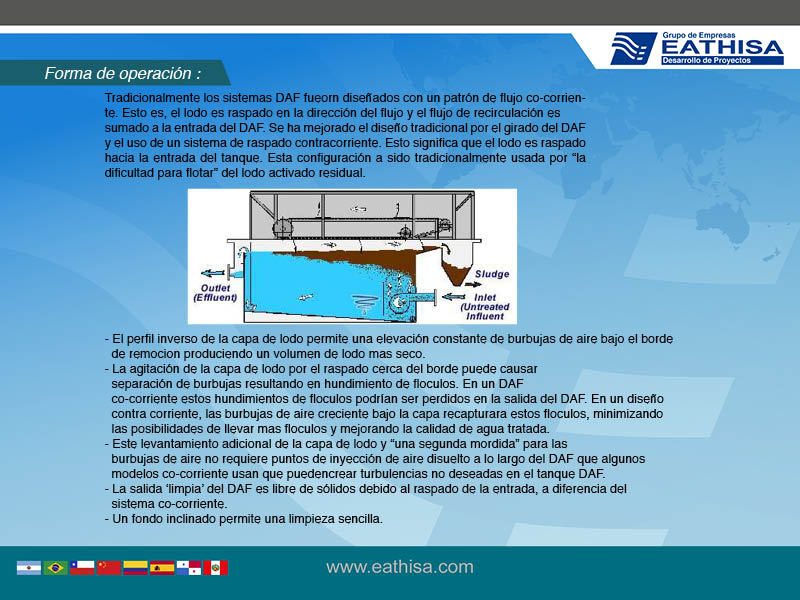 Grupo de Empresas
EATHISA
Desarrollo de Proyectos
Forma de operación :
Tradicionalmente los sistemas DAF fueorn diseñados con un patrón de flujo co-corrien-
te. Esto es, el lodo es raspado en la dirección del flujo y el flujo de recirculación es
sumado a la entrada del DAF. Se ha mejorado el diseño tradicional por el girado del DAF
y el uso de un sistema de raspado contracorriente. Esto significa que el lodo es raspado
hacia la entrada del tanque. Esta configuración a sido tradicionalmente usada por “la
dificultad para flotar” del lodo activado residual.
Outlet
(Effluent)
Sludge
Inlet
(Untreated
Influent
- El perfil inverso de la capa de lodo permite una elevación constante de burbujas de aire bajo el borde
de remocion produciendo un volumen de lodo mas seco.
- La agitación de la capa de lodo por el raspado cerca del borde puede causar
separación de burbujas resultando en hundimiento de floculos. En un DAF
co-corriente estos hundimientos de floculos podrían ser perdidos en la salida del DAF. En un diseño
contra corriente, las burbujas de aire creciente bajo la capa recapturara estos floculos, minimizando
las posibilidades de llevar mas floculos y mejorando la calidad de agua tratada.
- Este levantamiento adicional de la capa de lodo y “una segunda mordida” para las
burbujas de aire no requiere puntos de inyección de aire disuelto a lo largo del DAF que algunos
modelos co-corriente usan que puedencrear turbulencias no deseadas en el tanque DAF.
- La salida ‘limpia’ del DAF es libre de sólidos debido al raspado de la entrada, a diferencia del
sistema co-corriente.
- Un fondo inclinado permite una limpieza sencilla.
www.eathisa.com